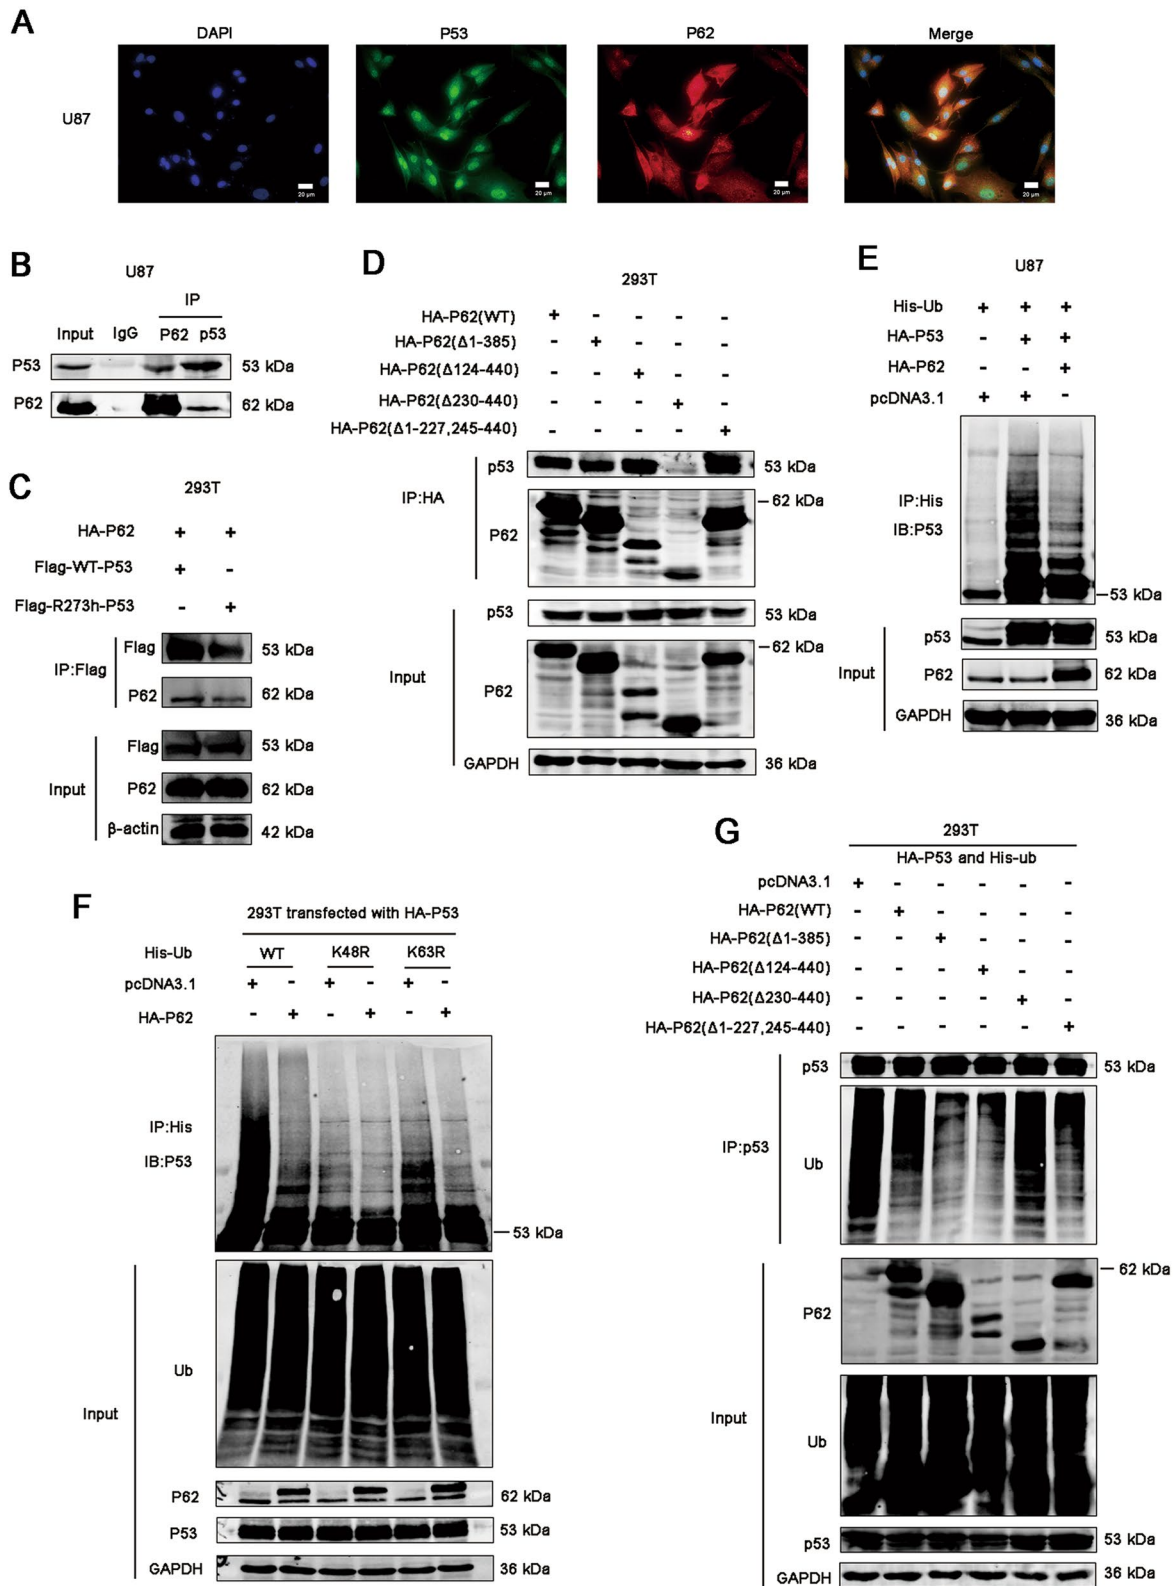 A
DAPI P53 P62 Merge
U87
20 μm 20 μm 20 μm 20 μm
B
U87
IP
Input IgG P62 p53
P53 53 kDa
P62 62 kDa
C
293T
HA-P62 + +
Flag-WT-P53 + -
Flag-R273h-P53 - +
IP:Flag
Flag 53 kDa
P62 62 kDa
Input
Flag 53 kDa
P62 62 kDa
β-actin 42 kDa
D
293T
HA-P62(WT) + - - - -
HA-P62(Δ1-385) - + - - -
HA-P62(Δ124-440) - - + - -
HA-P62(Δ230-440) - - - + -
HA-P62(Δ1-227,245-440) - - - - +
IP:HA
p53 53 kDa
P62 62 kDa
Input
p53 53 kDa
P62 62 kDa
GAPDH 36 kDa
E
U87
His-Ub + + +
HA-P53 - + +
HA-P62 - - +
pcDNA3.1 + + -
IP:His
IB:P53
53 kDa
Input
p53 53 kDa
P62 62 kDa
GAPDH 36 kDa
F
293T transfected with HA-P53
His-Ub WT K48R K63R
pcDNA3.1 + - + - + -
HA-P62 - + - + - +
IP:His
IB:P53
53 kDa
Input
Ub
P62 62 kDa
P53 53 kDa
GAPDH 36 kDa
G
293T
HA-P53 and His-ub
pcDNA3.1 + - - - - -
HA-P62(WT) - + - - - -
HA-P62(Δ1-385) - - + - - -
HA-P62(Δ124-440) - - - + - -
HA-P62(Δ230-440) - - - - + -
HA-P62(Δ1-227,245-440) - - - - - +
IP:p53
p53 53 kDa
Ub
Input
P62 62 kDa
Ub
p53 53 kDa
GAPDH 36 kDa